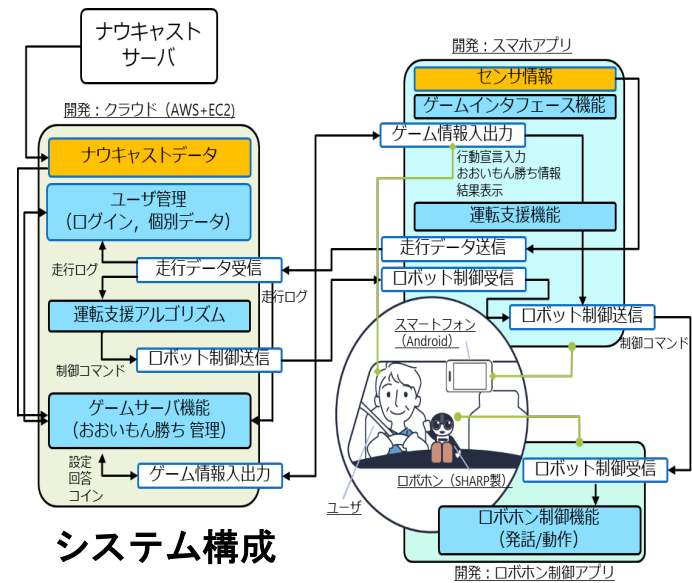 ナウキャスト
サーバ
開発：クラウド（AWS+EC2)
ナウキャストデータ
ユーザ管理
（ログイン，個別データ）
走行ログ
走行データ受信
走行ログ
運転支援アルゴリズム
制御コマンド
ロボット制御送信
ゲームサーバ機能
（おおいもん勝ち 管理）
設定
回答
コイン
ゲーム情報入出力
システム構成
開発：スマホアプリ
センサ情報
ゲームインタフェース機能
ゲーム情報入出力
行動宣言入力
おおいもん勝ち情報
結果表示
運転支援機能
走行データ送信
ロボット制御受信
ロボット制御送信
制御コマンド
スマートフォン
（Android）
ロボホン（SHARP製）
ユーザ
ロボット制御受信
ロボホン制御機能
（発話/動作）
開発：ロボホン制御アプリ